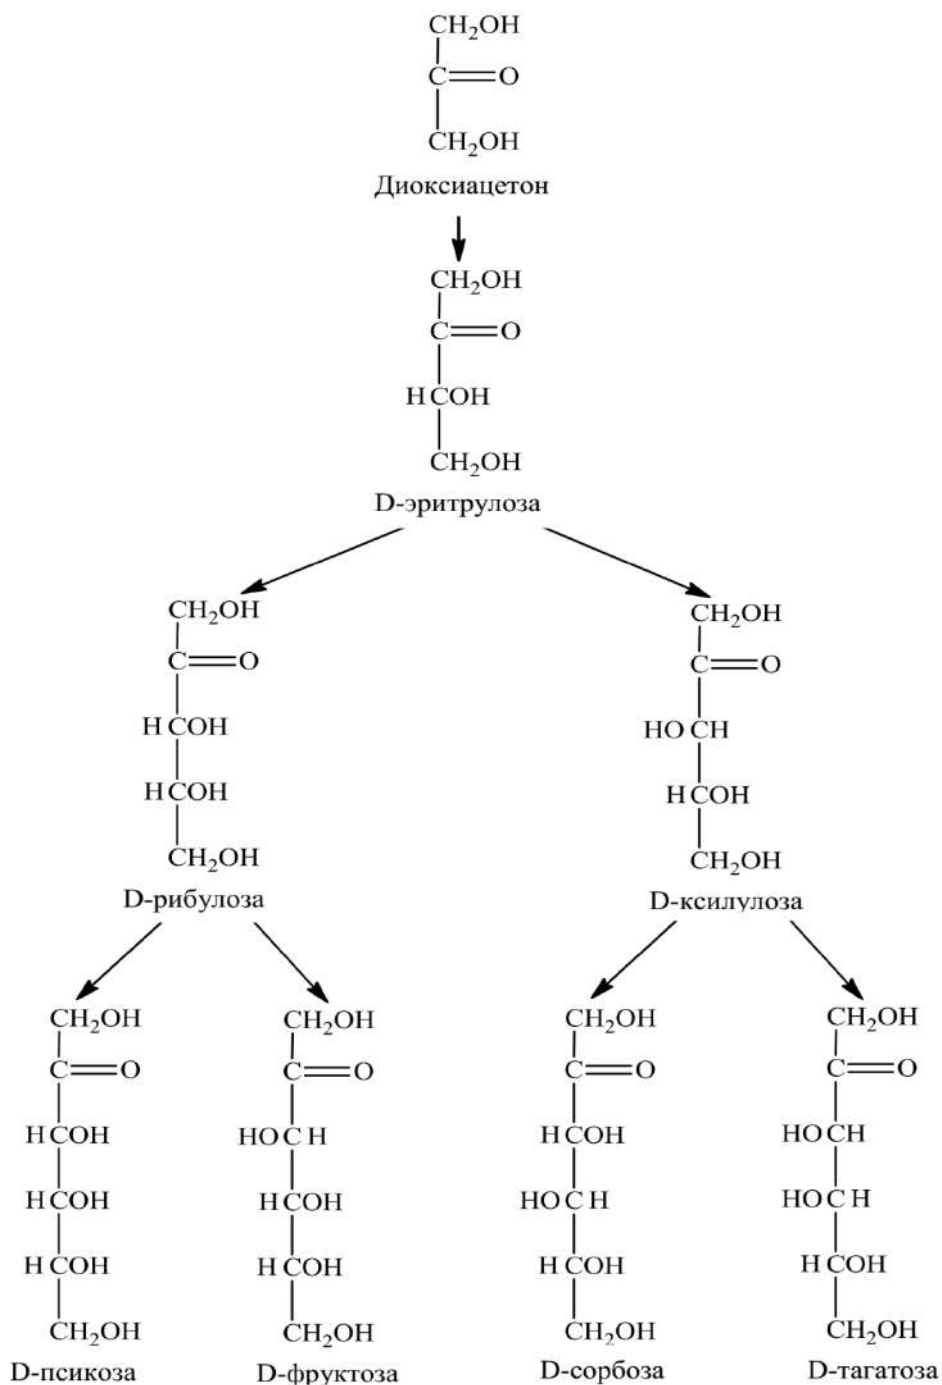 CH₂OH
C=O
CH₂OH
Диоксиацетон
CH₂OH
C=O
HCOH
CH₂OH
D-эритрулоза
CH₂OH
C=O
HCOH
HCOH
CH₂OH
D-рибулоза
CH₂OH
C=O
HOCH
HCOH
CH₂OH
D-ксилулоза
CH₂OH
C=O
HCOH
HCOH
HCOH
CH₂OH
D-психоза
CH₂OH
C=O
HOCH
HCOH
HCOH
CH₂OH
D-фруктоза
CH₂OH
C=O
HCOH
HOCH
HCOH
CH₂OH
D-сорбоза
CH₂OH
C=O
HOCH
HOCH
HCOH
CH₂OH
D-тагатоза